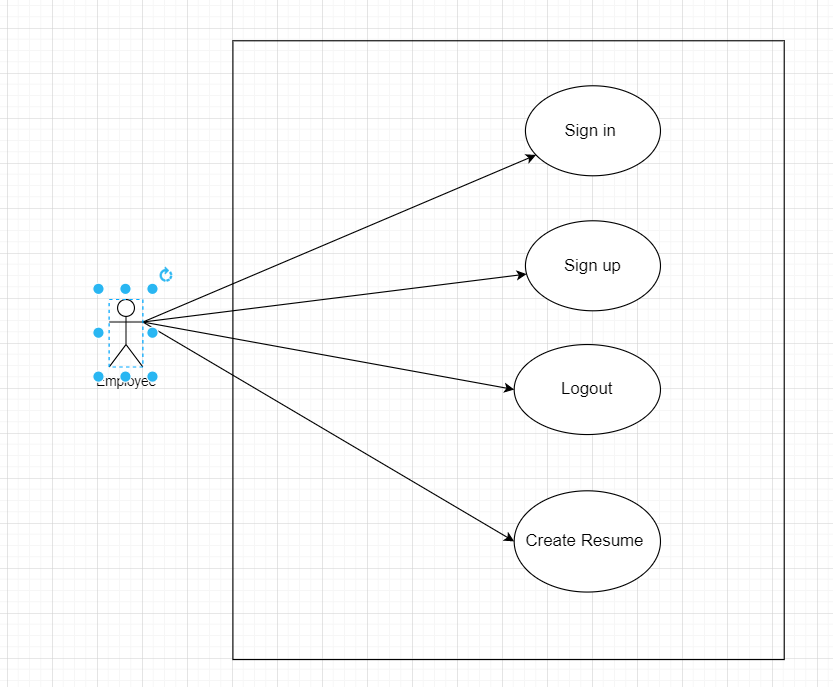 Sign in
Sign up
Employee
Logout
Create Resume